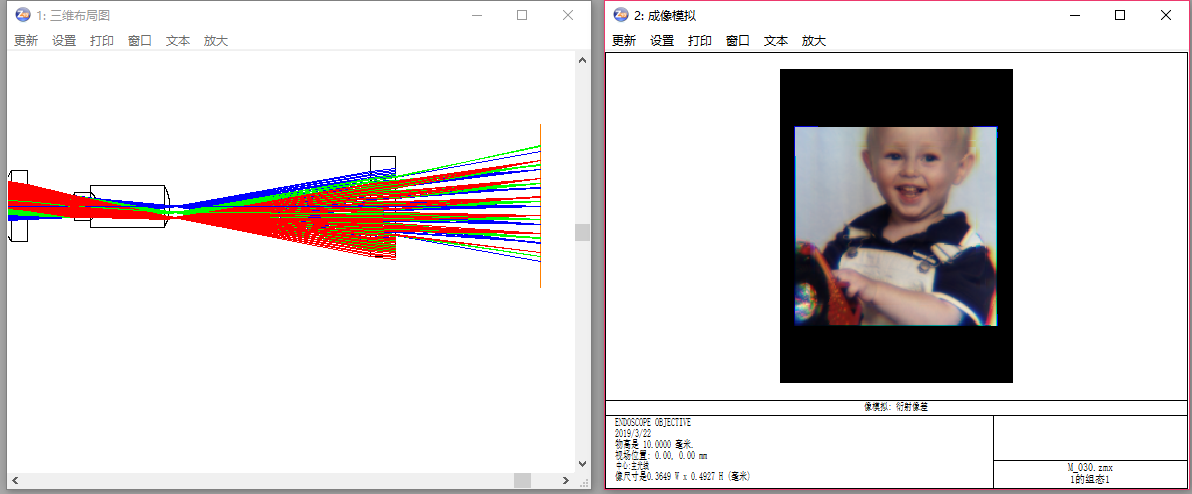 1: 三维布局图
更新 设置 打印 窗口 文本 放大
2: 成像模拟
更新 设置 打印 窗口 文本 放大
像模拟: 衍射像差
ENDOSCOPE OBJECTIVE
2019/3/22
物高是 10.0000 毫米.
视场位置: 0.00, 0.00 mm
中心:主光线
像尺寸是0.3649 W x 0.4927 H (毫米)
M_030.zmx
1的组态1